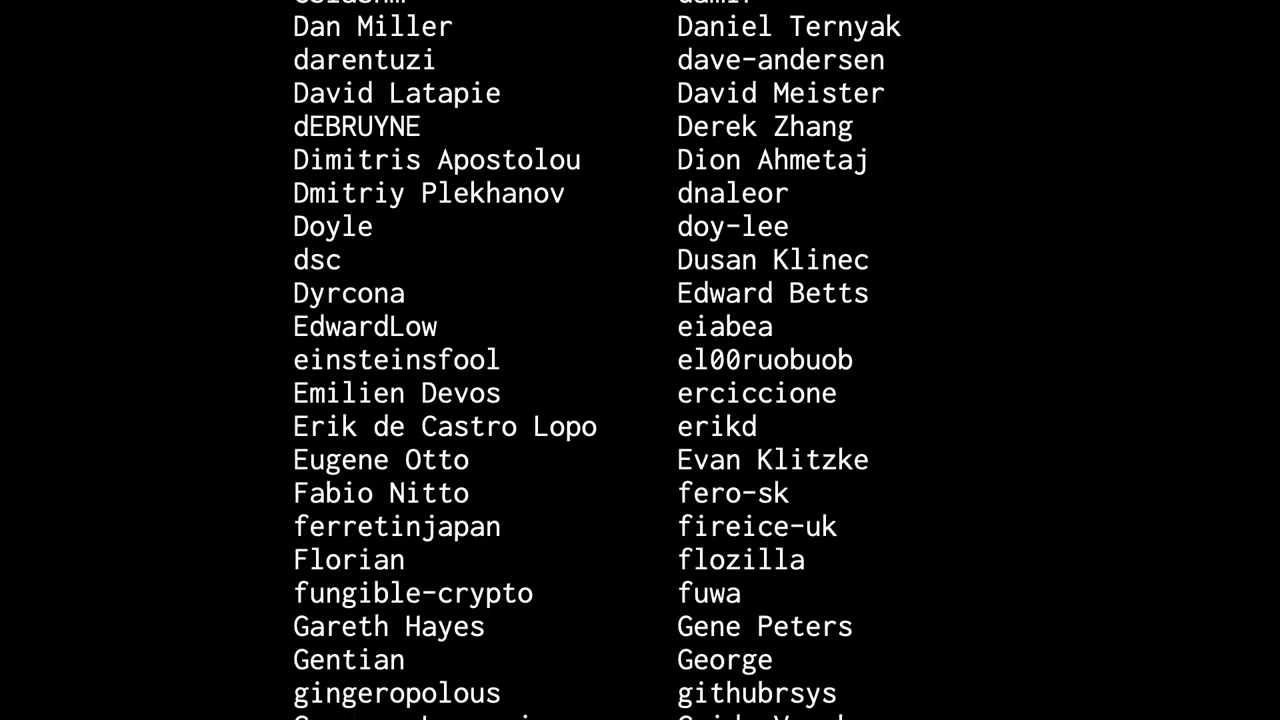 Dan Miller Daniel Ternyak
darentuzi dave-andersen
David Latapie David Meister
dEBRUYNE Derek Zhang
Dimitris Apostolou Dion Ahmetaj
Dmitriy Plekhanov dnaleor
Doyle doy-lee
dsc Dusan Klinec
Dyrcona Edward Betts
EdwardLow eiabea
einsteinsfool el00ruobuob
Emilien Devos erciccione
Erik de Castro Lopo erikd
Eugene Otto Evan Klitzke
Fabio Nitto fero-sk
ferretinjapan fireice-uk
Florian flozilla
fungible-crypto fuwa
Gareth Hayes Gene Peters
Gentian George
gingeropolous githubrsys